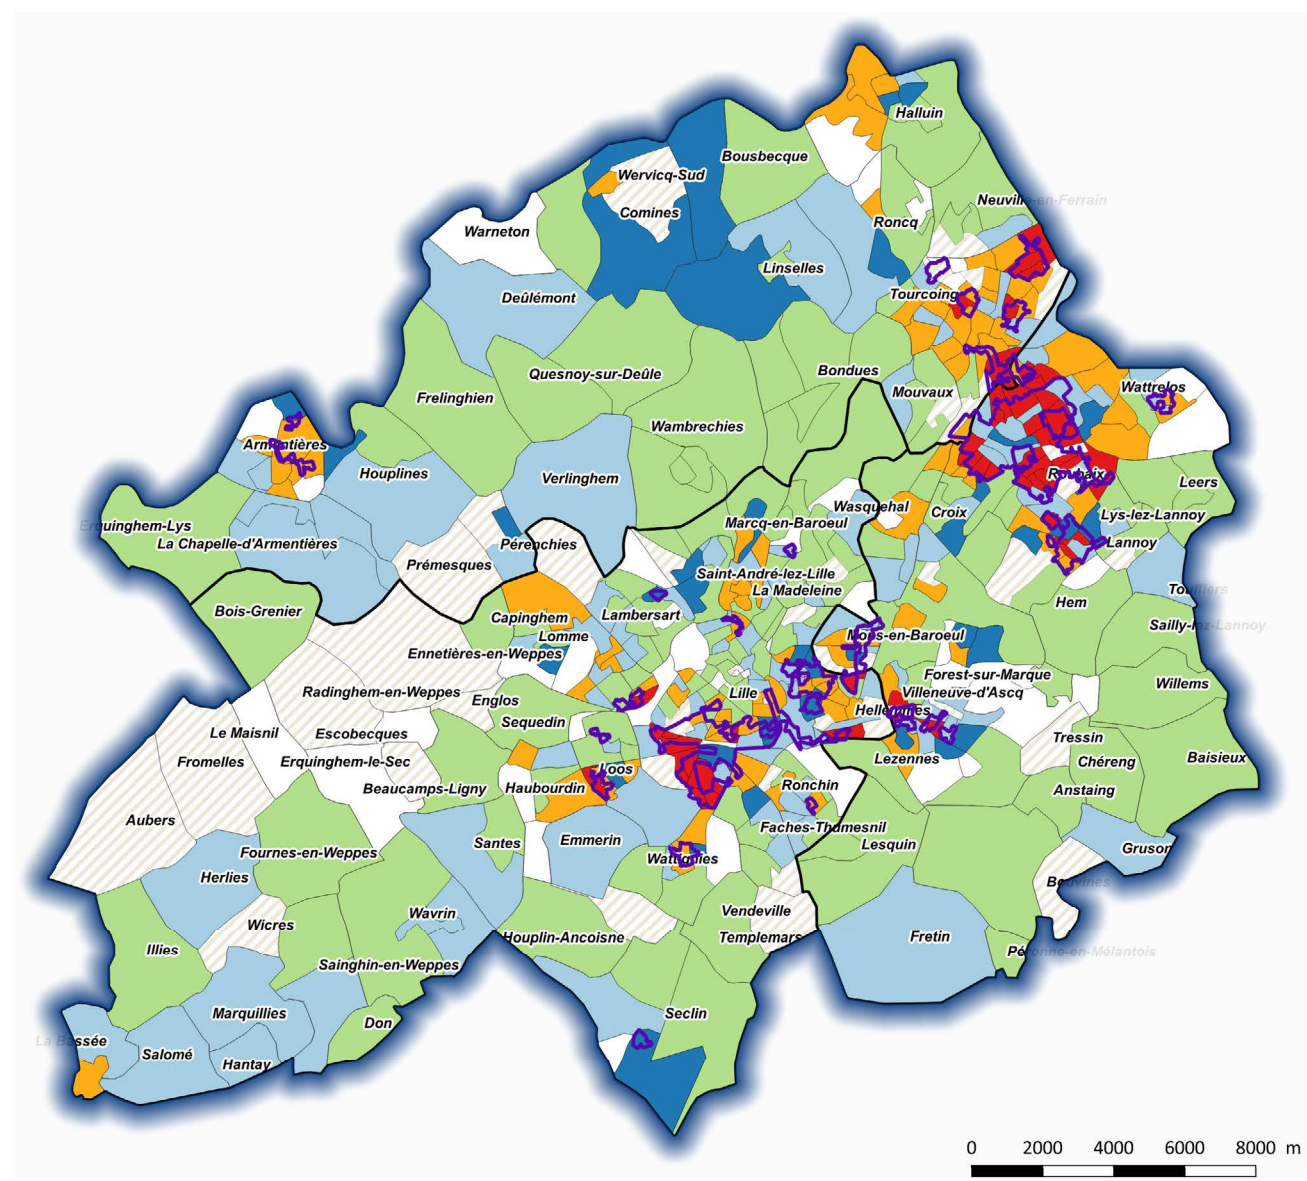 Halluin
Bousbecque
Wervicq-Sud
Neuville-en-Ferrain
Comines
Roncq
Warneton
Linselles
Deûlémont
Tourcoing
Bondues
Quesnoy-sur-Deûle
Wattrelos
Mouvaux
Frelinghien
Wambrechies
Armentières
Houplines
Verlinghem
Roubaix
Leers
Wasquehal
Croix
Lys-lez-Lannoy
Marcq-en-Baroeul
Erquinghem-Lys
La Chapelle-d'Armentières
Pérenchies
Lannoy
Prémesques
Saint-André-lez-Lille
La Madeleine
Toufflers
Hem
Bois-Grenier
Capinghem
Lambersart
Sailly-lez-Lannoy
Lomme
Mons-en-Baroeul
Ennetières-en-Weppes
Forest-sur-Marque
Willems
Radinghem-en-Weppes
Lille
Villeneuve-d'Ascq
Englos
Hellemmes
Sequedin
Le Maisnil
Escobecques
Tressin
Fromelles
Erquinghem-le-Sec
Lezennes
Baisieux
Chéreng
Loos
Beaucamps-Ligny
Haubourdin
Ronchin
Anstaing
Aubers
Faches-Thumesnil
Emmerin
Santes
Lesquin
Gruson
Fournes-en-Weppes
Wattignies
Herlies
Bouvines
Wavrin
Vendeville
Wicres
Houplin-Ancoisne
Templemars
Fretin
Illies
Péronne-en-Mélantois
Sainghin-en-Weppes
Marquillies
Seclin
Don
La Bassée
Salomé
Hantay
0 2000 4000 6000 8000 m